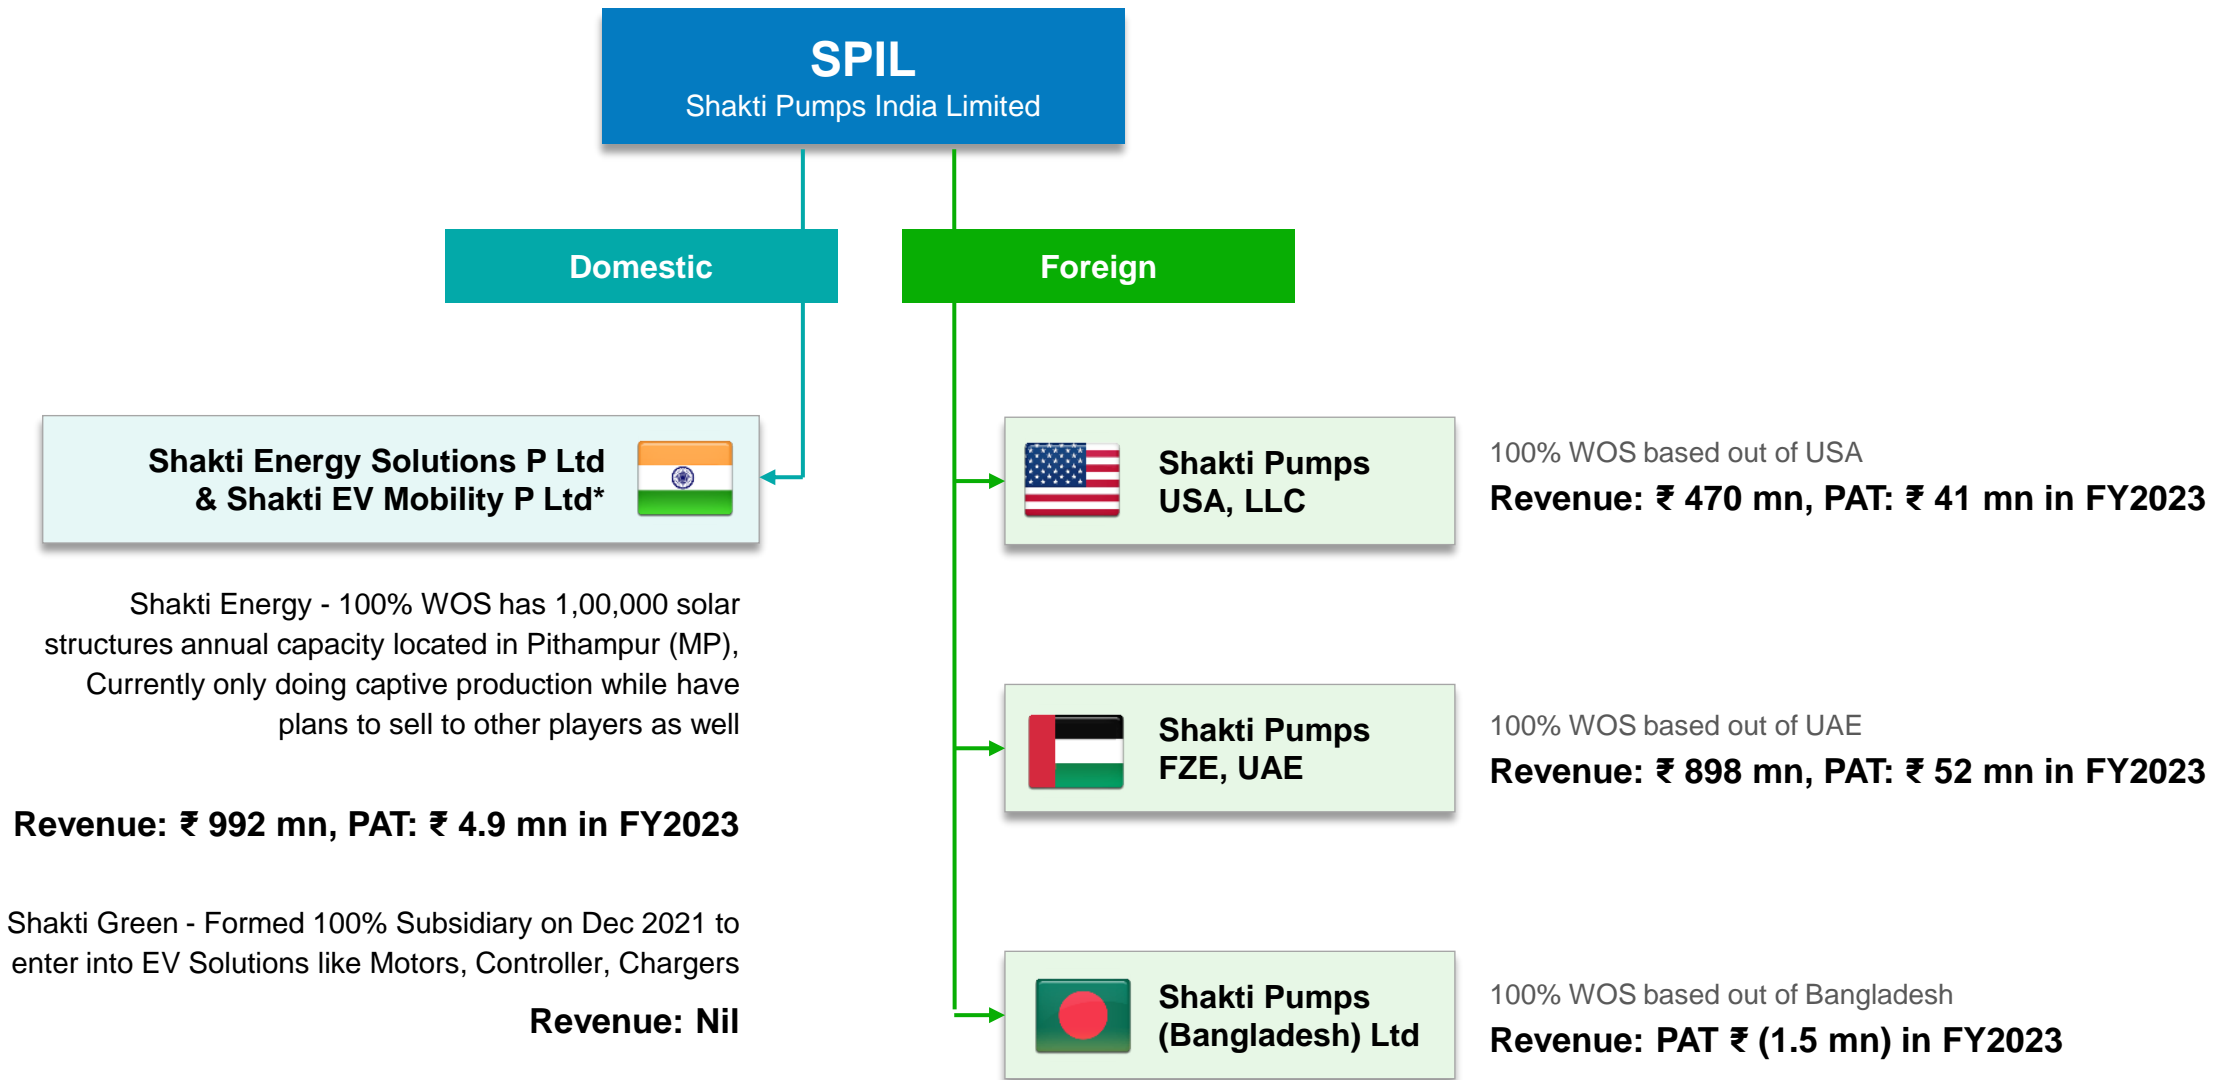 SPIL
Shakti Pumps India Limited
Domestic
Foreign
Shakti Energy Solutions P Ltd
& Shakti EV Mobility P Ltd*
Shakti Energy - 100% WOS has 1,00,000 solar
structures annual capacity located in Pithampur (MP),
Currently only doing captive production while have
plans to sell to other players as well
Revenue: ₹ 992 mn, PAT: ₹ 4.9 mn in FY2023
Shakti Green - Formed 100% Subsidiary on Dec 2021 to
enter into EV Solutions like Motors, Controller, Chargers
Revenue: Nil
Shakti Pumps
USA, LLC
100% WOS based out of USA
Revenue: ₹ 470 mn, PAT: ₹ 41 mn in FY2023
Shakti Pumps
FZE, UAE
100% WOS based out of UAE
Revenue: ₹ 898 mn, PAT: ₹ 52 mn in FY2023
Shakti Pumps
(Bangladesh) Ltd
100% WOS based out of Bangladesh
Revenue: PAT ₹ (1.5 mn) in FY2023